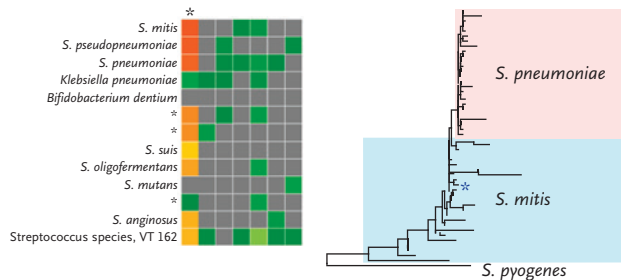 *
S. mitis
S. pseudopneumoniae
S. pneumoniae
Klebsiella pneumoniae
Bifidobacterium dentium
*
*
S. suis
S. oligofermentans
S. mutans
*
S. anginosus
Streptococcus species, VT 162
S. pneumoniae
*
S. mitis
S. pyogenes